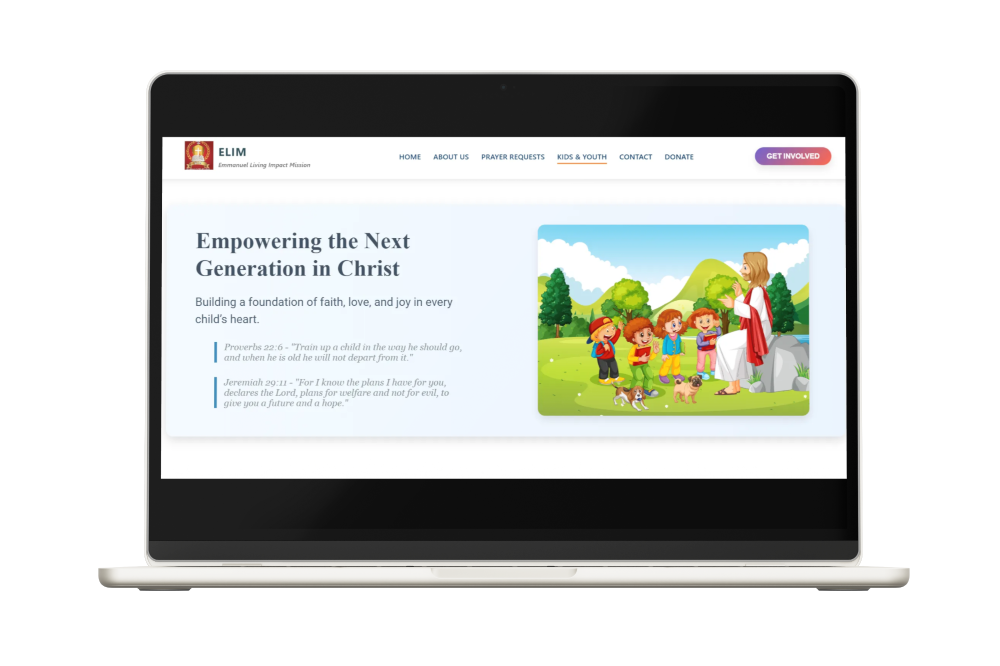 ELIM
Emmanuel Living Impact Mission
HOME ABOUT US PRAYER REQUESTS KIDS & YOUTH CONTACT DONATE
GET INVOLVED
Empowering the Next
Generation in Christ
Building a foundation of faith, love, and joy in every
child's heart.
Proverbs 22:6 - "Train up a child in the way he should go,
and when he is old he will not depart from it."
Jeremiah 29:11 - "For I know the plans I have for you,
declares the Lord, plans for welfare and not for evil, to
give you a future and a hope."